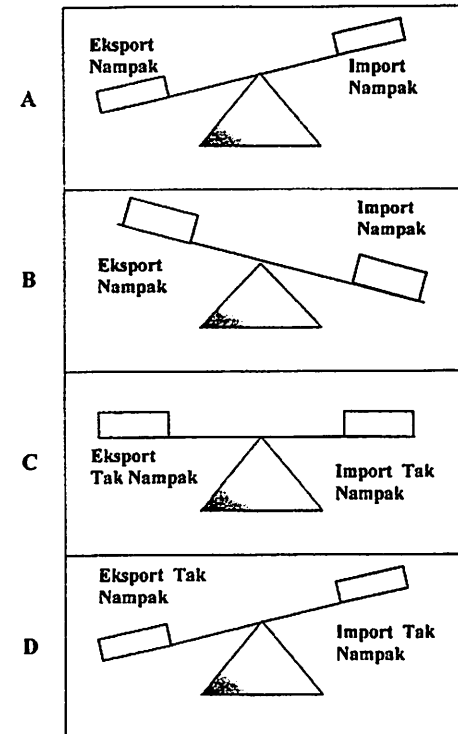 A
Eksport
Nampak
Import
Nampak
B
Eksport
Nampak
Import
Nampak
C
Eksport
Tak Nampak
Import Tak
Nampak
D
Eksport Tak
Nampak
Import Tak
Nampak